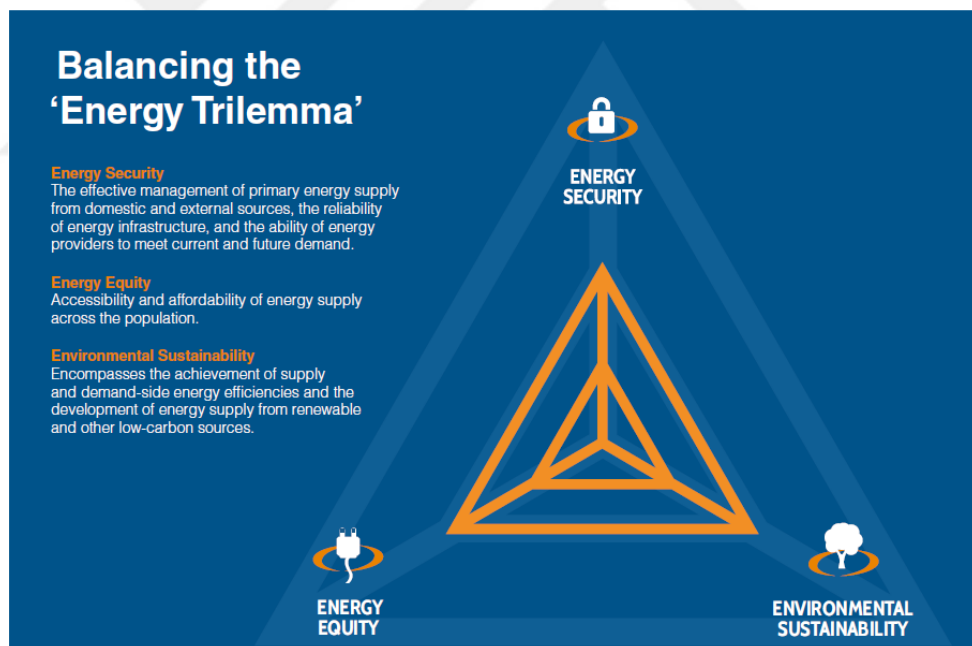 Balancing the
‘Energy Trilemma’
Energy Security
The effective management of primary energy supply
from domestic and external sources, the reliability
of energy infrastructure, and the ability of energy
providers to meet current and future demand.
Energy Equity
Accessibility and affordability of energy supply
across the population.
Environmental Sustainability
Encompasses the achievement of supply
and demand-side energy efficiencies and the
development of energy supply from renewable
and other low-carbon sources.
ENERGY
SECURITY
ENERGY
EQUITY
ENVIRONMENTAL
SUSTAINABILITY